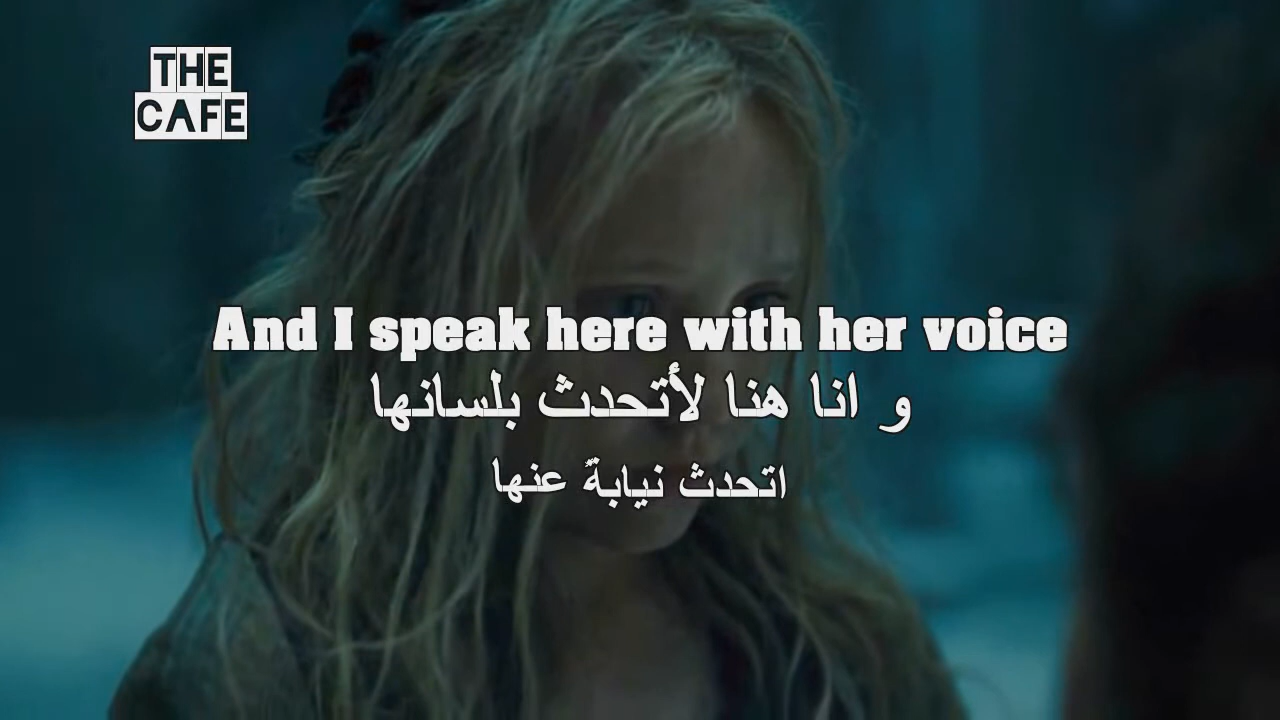 THE
CAFE
And I speak here with her voice
و انا هنا لأتحدث بلسانها
اتحدث نيابةً عنها